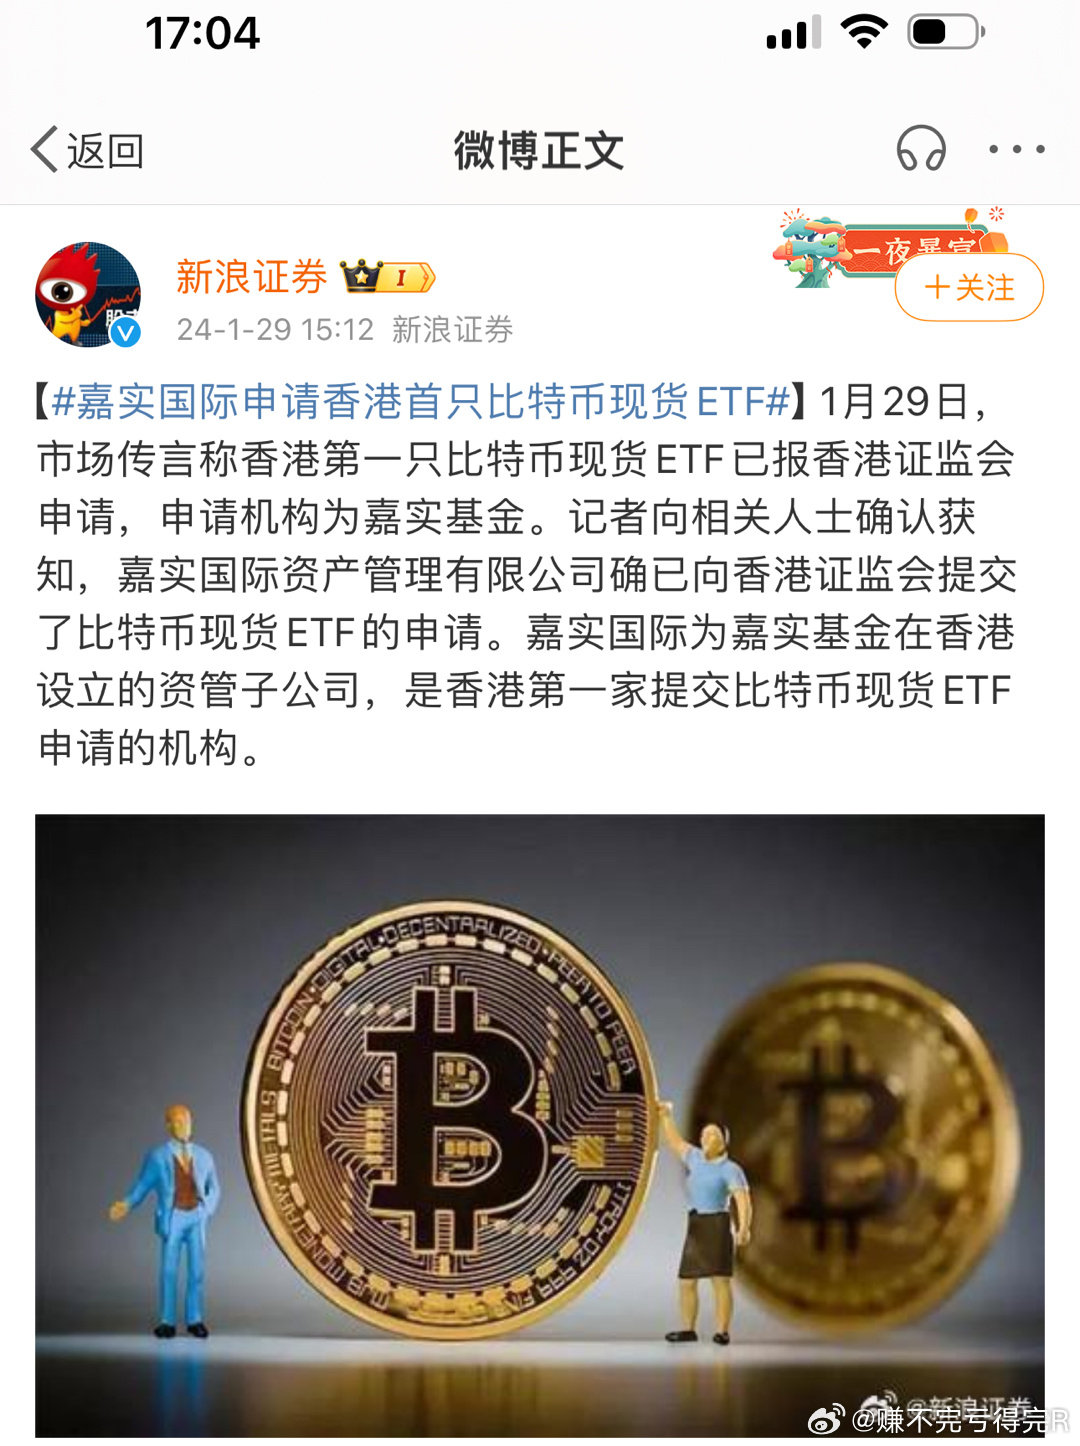 17:04
返回
微博正文
一夜暴富
新浪证券
I
+关注
24-1-29 15:12 新浪证券
【#嘉实国际申请香港首只比特币现货ETF#】1月29日，
市场传言称香港第一只比特币现货ETF已报香港证监会
申请，申请机构为嘉实基金。记者向相关人士确认获
知，嘉实国际资产管理有限公司确已向香港证监会提交
了比特币现货ETF的申请。嘉实国际为嘉实基金在香港
设立的资管子公司，是香港第一家提交比特币现货ETF
申请的机构。
BITCOIN·DIGITAL·DECENTRALIZED·PEER TO PEER
@新浪证券
@赚不完亏得完R